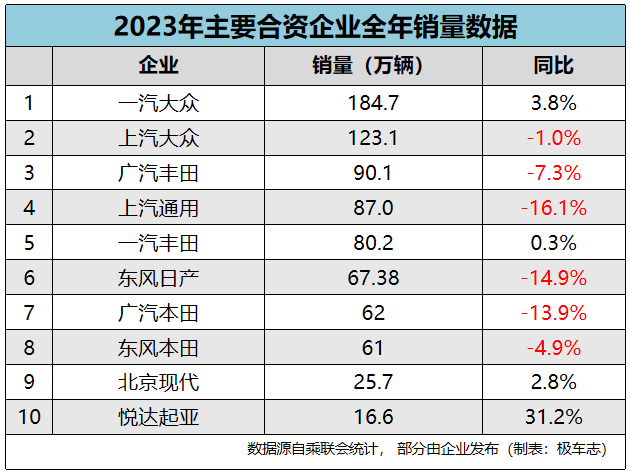 2023年主要合资企业全年销量数据
企业 销量（万辆） 同比
1 一汽大众 184.7 3.8%
2 上汽大众 123.1 -1.0%
3 广汽丰田 90.1 -7.3%
4 上汽通用 87.0 -16.1%
5 一汽丰田 80.2 0.3%
6 东风日产 67.38 -14.9%
7 广汽本田 62 -13.9%
8 东风本田 61 -4.9%
9 北京现代 25.7 2.8%
10 悦达起亚 16.6 31.2%
数据源自乘联会统计， 部分由企业发布（制表：极车志）